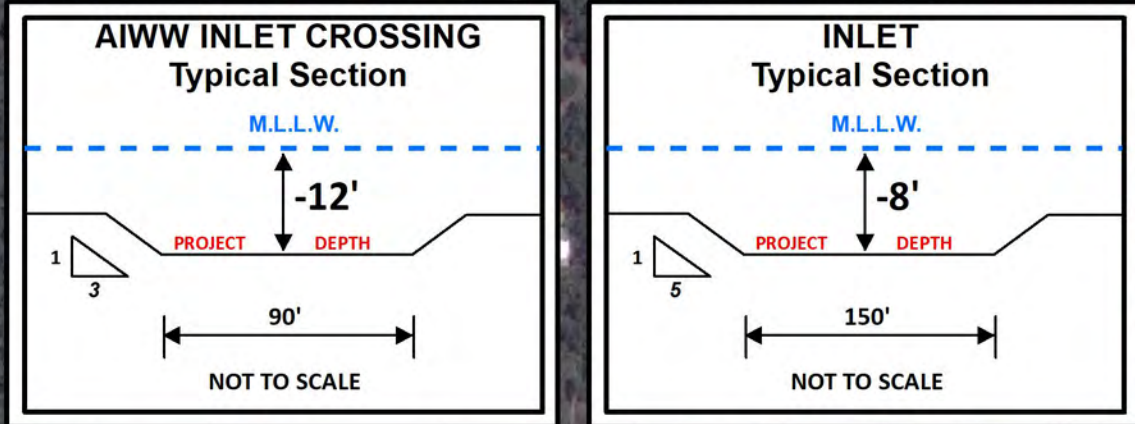 AIWW INLET CROSSING
Typical Section
M.L.L.W.
-12'
PROJECT DEPTH
1
3
90'
NOT TO SCALE
INLET
Typical Section
M.L.L.W.
-8'
PROJECT DEPTH
1
5
150'
NOT TO SCALE